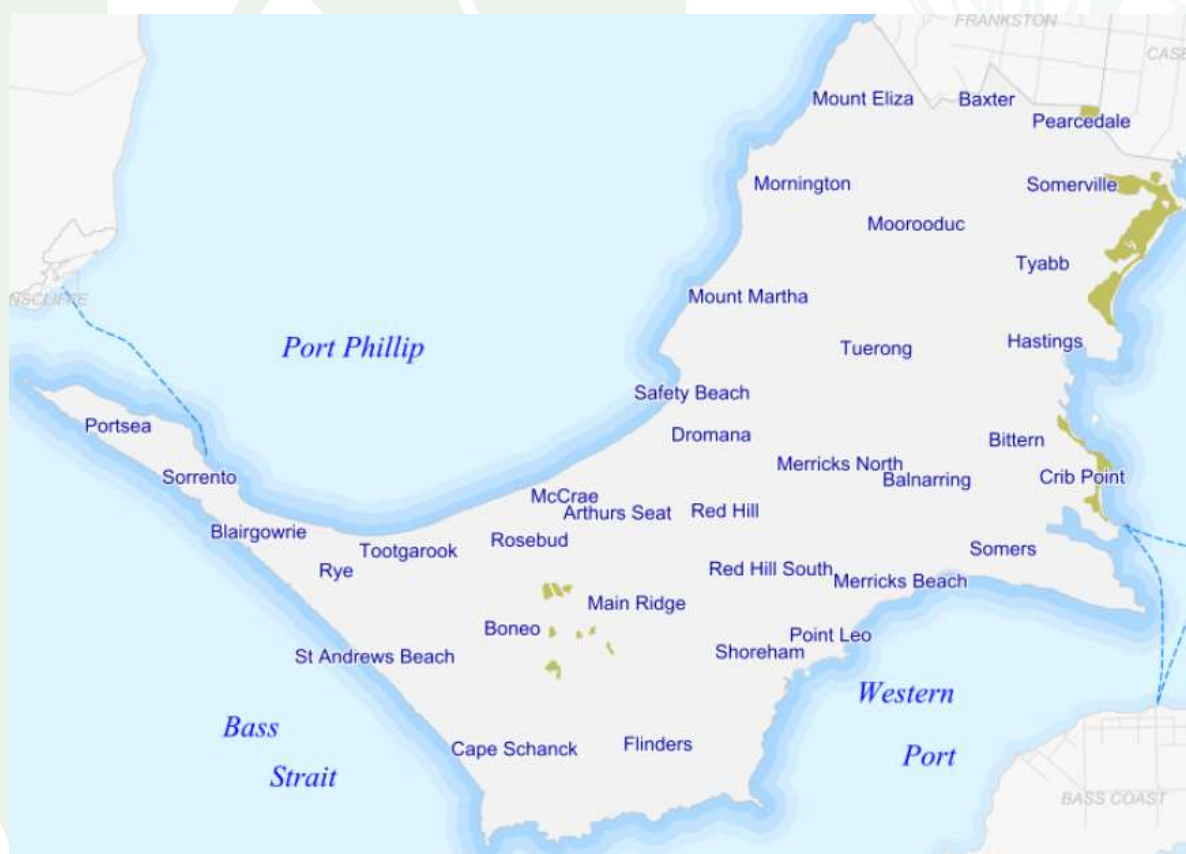 FRANKSTON
CASE
Mount Eliza
Baxter
Pearcedale
Mornington
Somerville
Moorooduc
Tyabb
NSCLIFFE
Mount Martha
Port Phillip
Tuerong
Hastings
Safety Beach
Portsea
Dromana
Bittern
Merricks North
Sorrento
Balnarring
Crib Point
McCrae
Arthurs Seat
Red Hill
Blairgowrie
Rosebud
Tootgarook
Somers
Rye
Red Hill South
Merricks Beach
Main Ridge
Boneo
Point Leo
St Andrews Beach
Shoreham
Western
Port
Bass
Strait
Cape Schanck
Flinders
BASS COAST